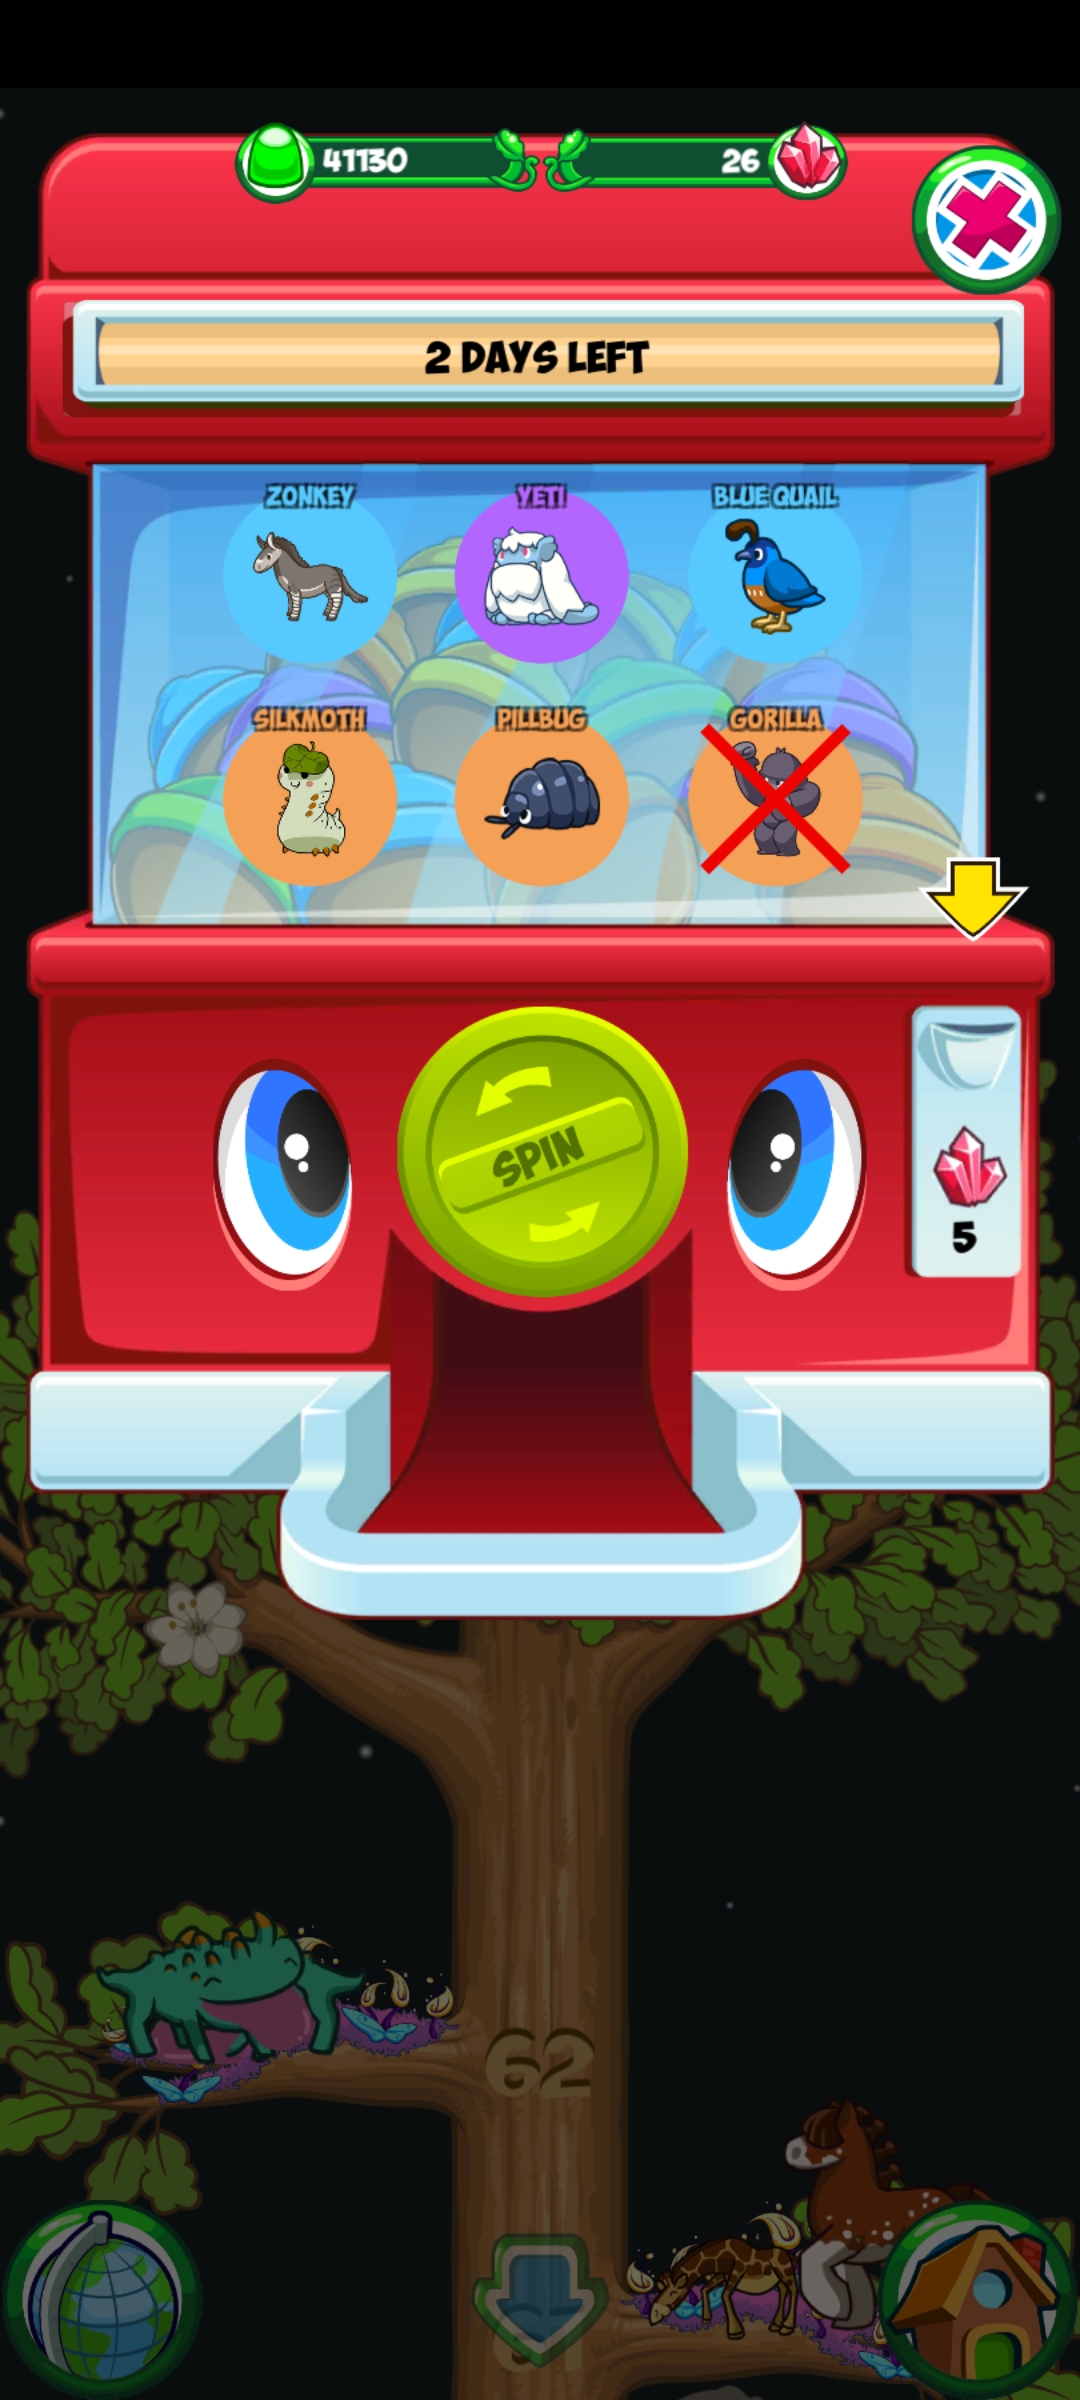 41130
26
2 DAYS LEFT
ZONKEY
YETI
BLUE QUAIL
SILKMOTH
PILLBUG
GORILLA
SPIN
5
62